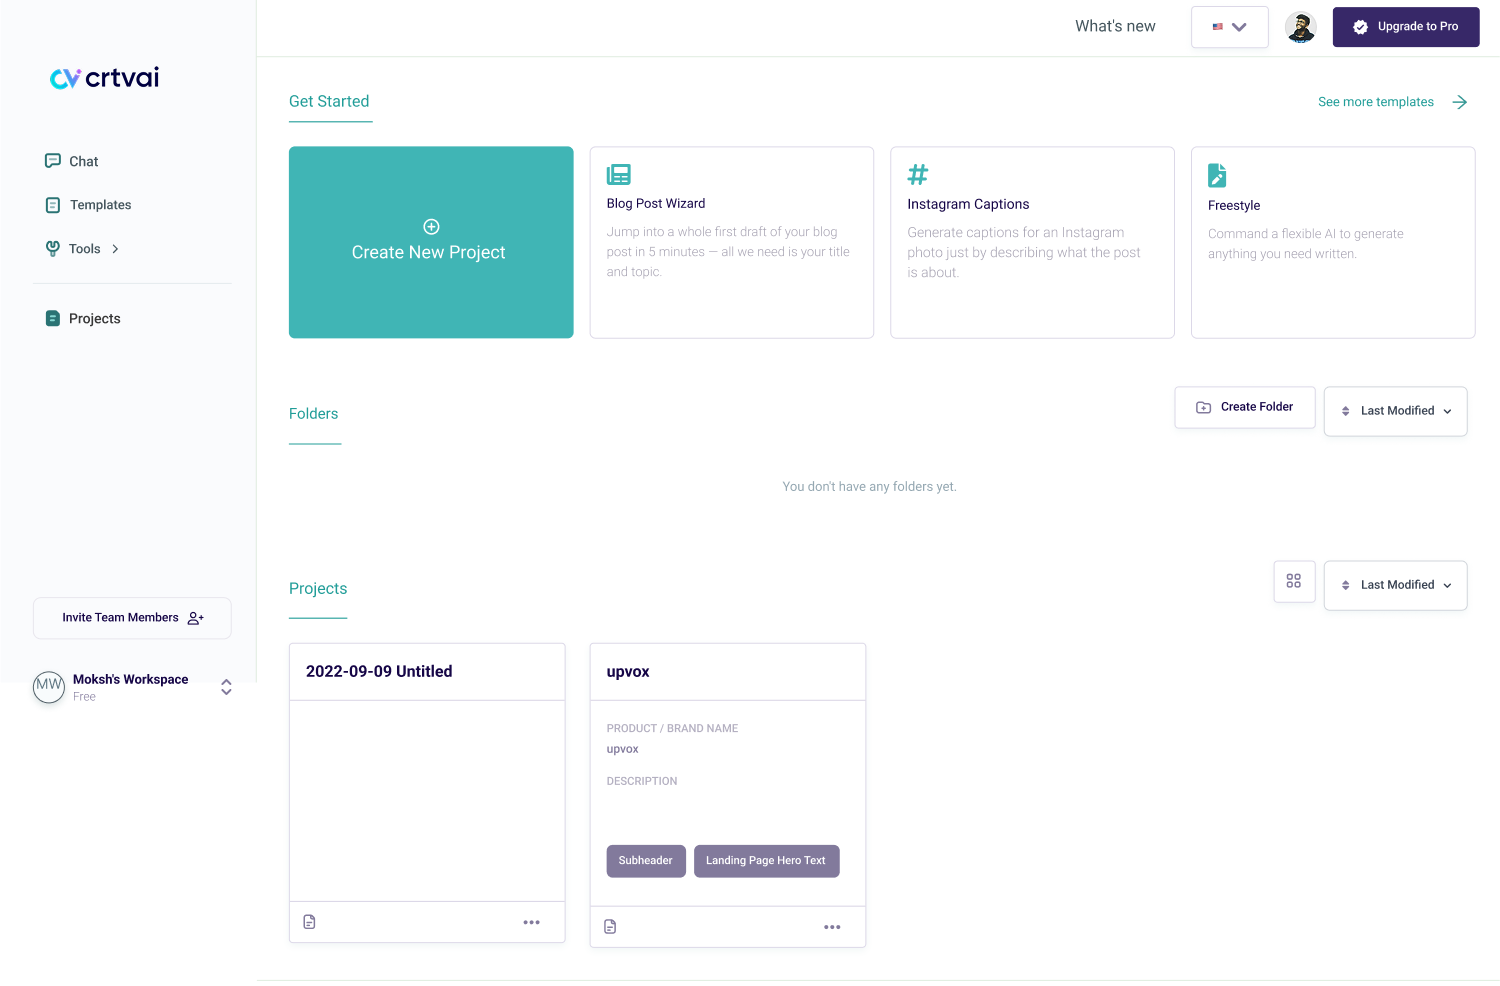 What's new
Upgrade to Pro
crtvai
Chat
Templates
Tools
Projects
Invite Team Members
MW
Moksh's Workspace
Free
Get Started
See more templates
Create New Project
Blog Post Wizard
Jump into a whole first draft of your blog
post in 5 minutes — all we need is your title
and topic.
Instagram Captions
Generate captions for an Instagram
photo just by describing what the post
is about.
Freestyle
Command a flexible AI to generate
anything you need written.
Folders
Create Folder
Last Modified
You don't have any folders yet.
Projects
Last Modified
2022-09-09 Untitled
upvox
PRODUCT / BRAND NAME
upvox
DESCRIPTION
Subheader
Landing Page Hero Text